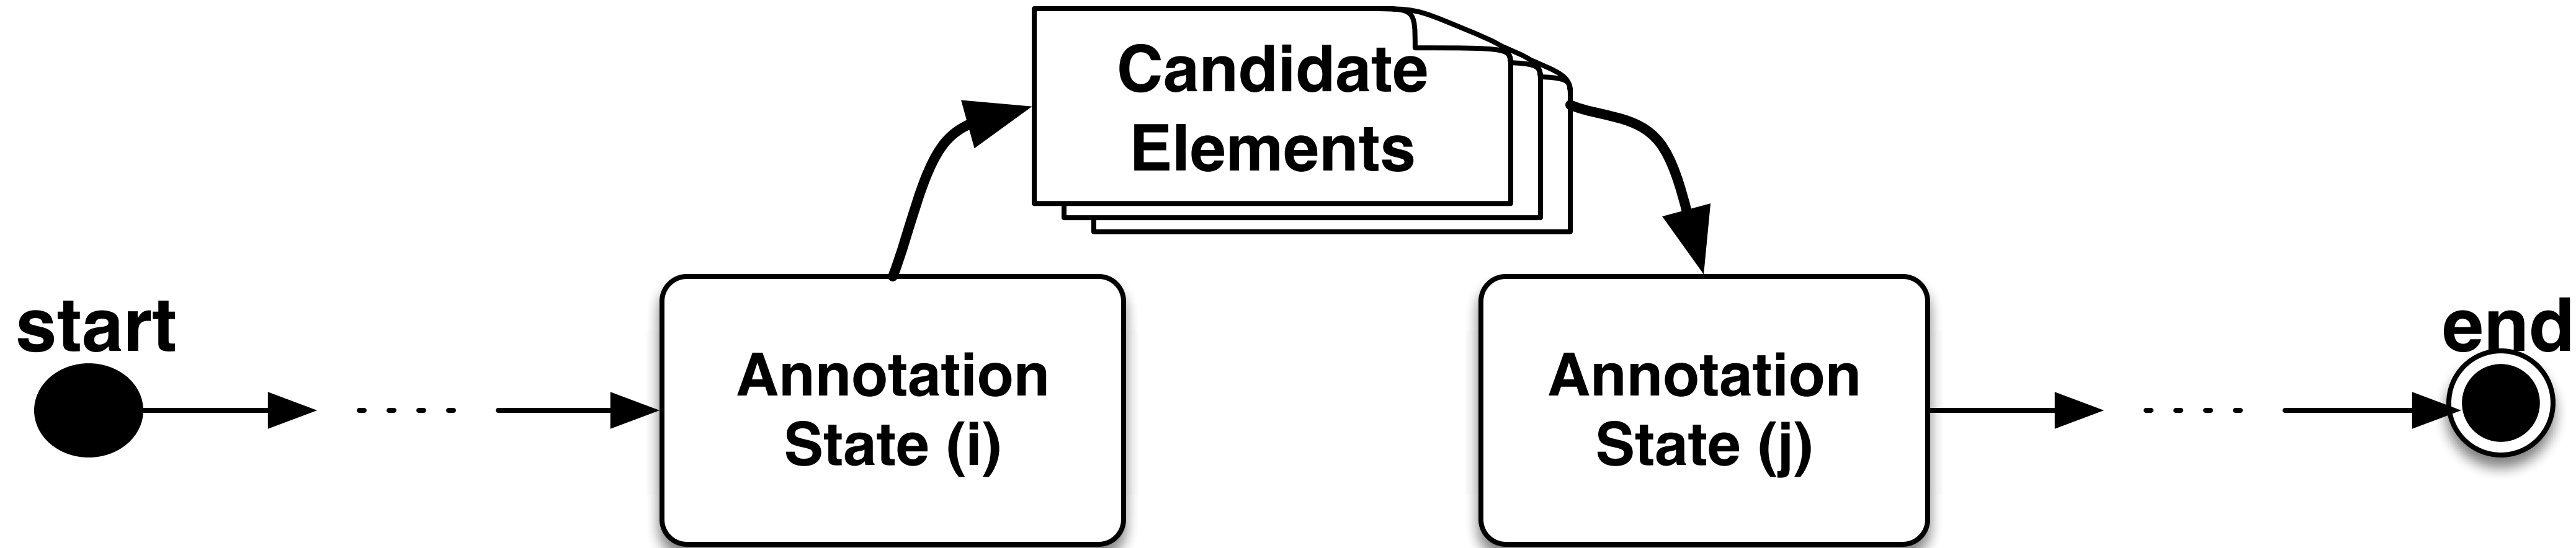 Candidate
Elements
start
Annotation
State (i)
Annotation
State (j)
end